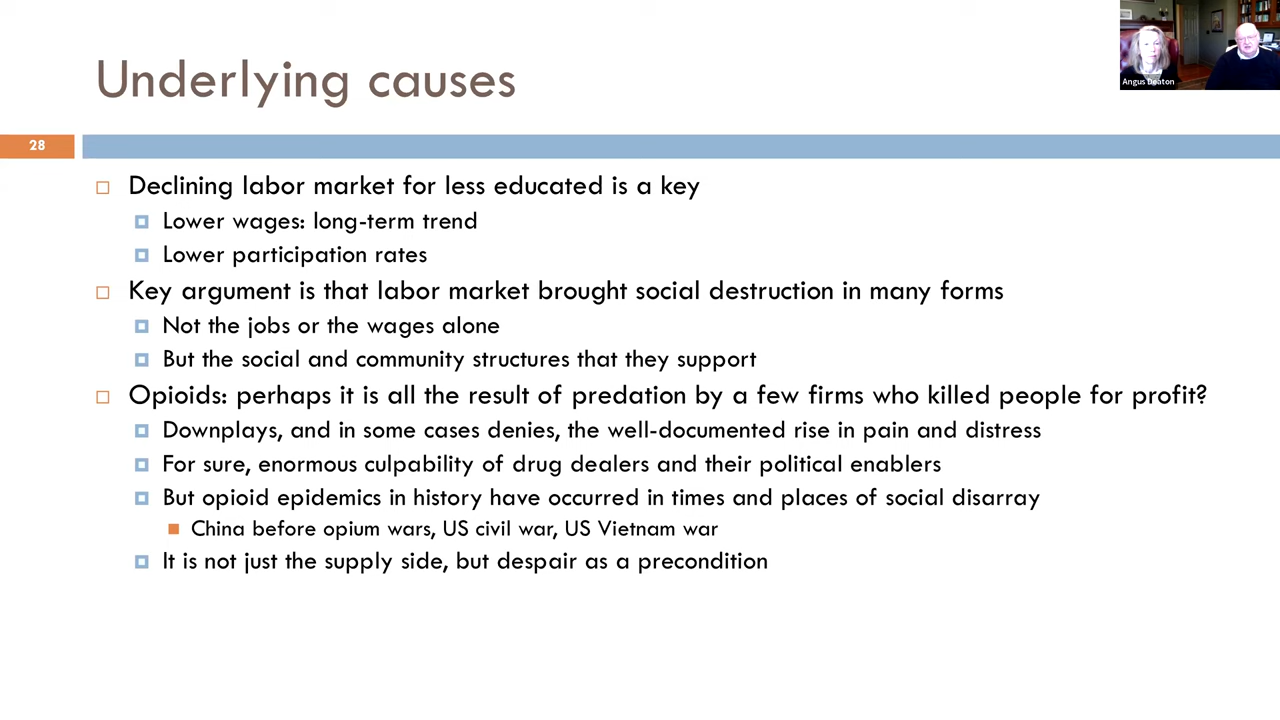 Underlying causes
Angus Deaton
28
Declining labor market for less educated is a key
Lower wages: long-term trend
Lower participation rates
Key argument is that labor market brought social destruction in many forms
Not the jobs or the wages alone
But the social and community structures that they support
Opioids: perhaps it is all the result of predation by a few firms who killed people for profit?
Downplays, and in some cases denies, the well-documented rise in pain and distress
For sure, enormous culpability of drug dealers and their political enablers
But opioid epidemics in history have occurred in times and places of social disarray
China before opium wars, US civil war, US Vietnam war
It is not just the supply side, but despair as a precondition